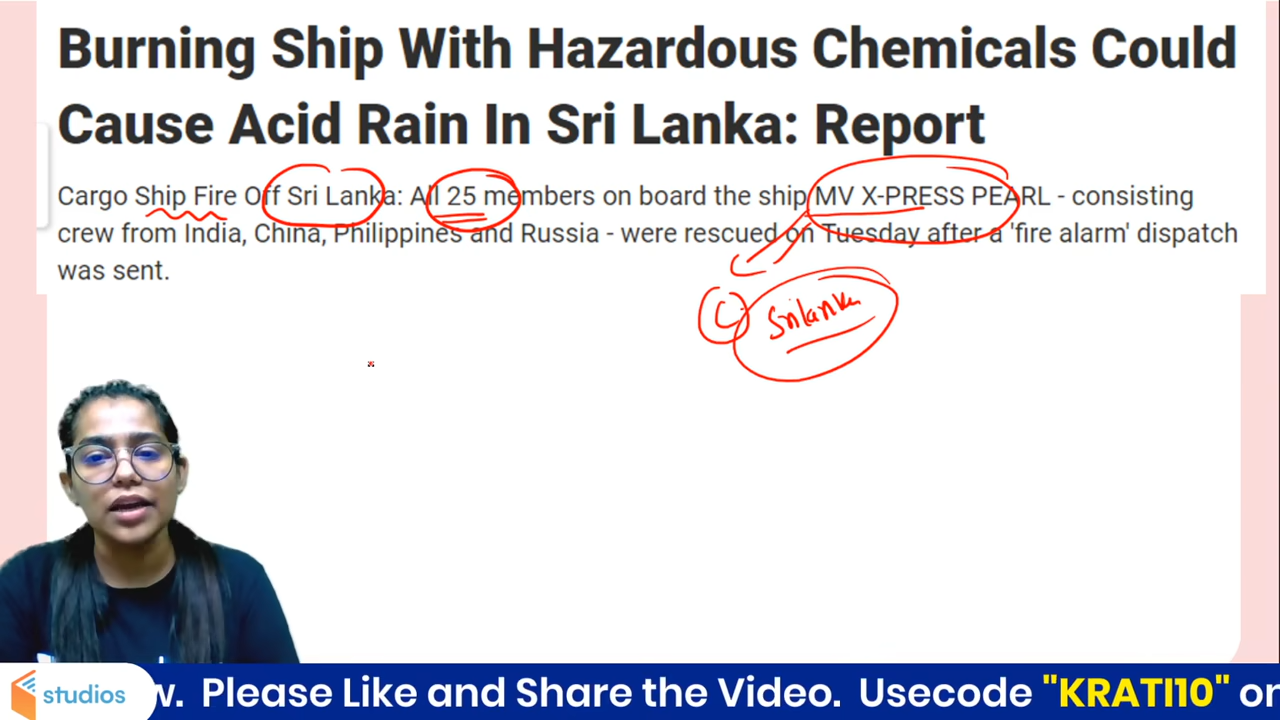 Burning Ship With Hazardous Chemicals Could
Cause Acid Rain In Sri Lanka: Report
Cargo Ship Fire Off Sri Lanka: All 25 members on board the ship MV X-PRESS PEARL - consisting
crew from India, China, Philippines and Russia - were rescued on Tuesday after a 'fire alarm' dispatch
was sent.
C Srilanka
studios w. Please Like and Share the Video. Usecode "KRATI10" or